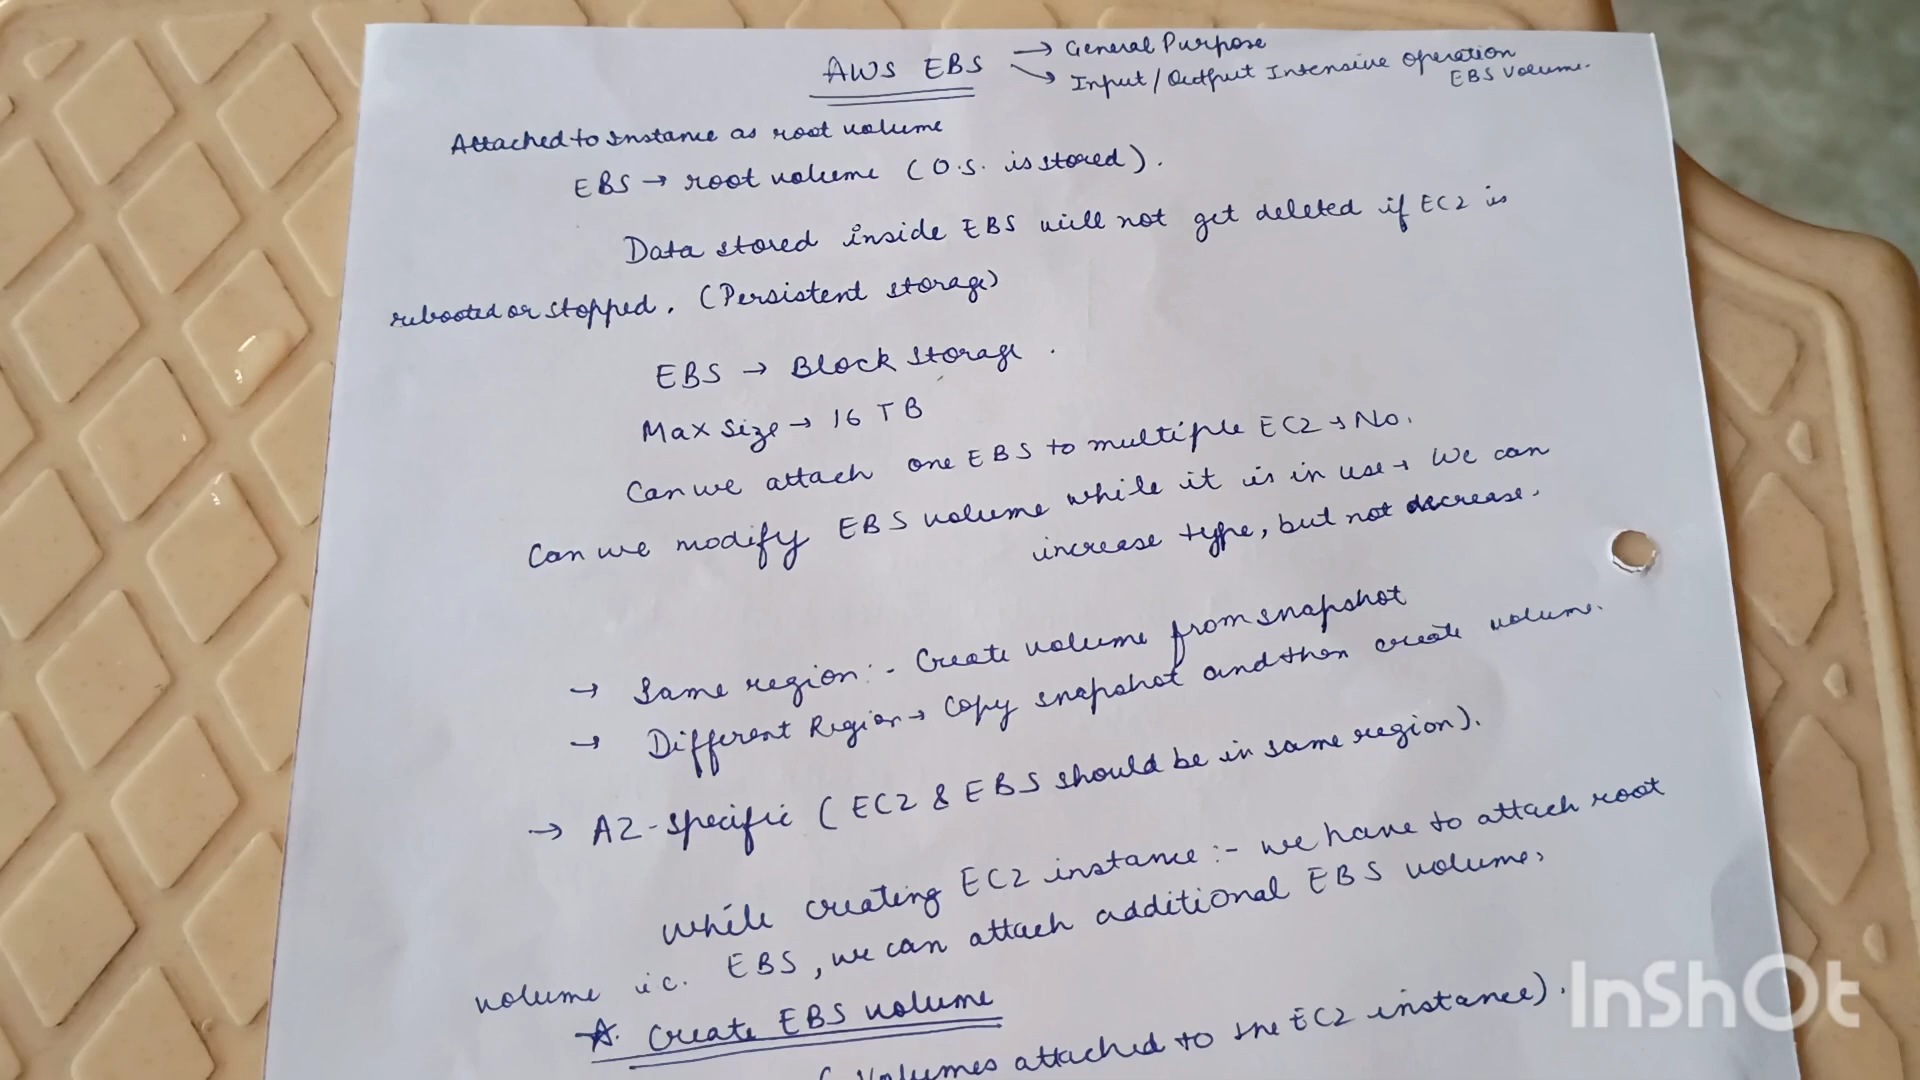 AWS EBS → General Purpose
→ Input/Output Intensive operation
EBS volume.
Attached to Instance as root volume
EBS → root volume (O.S. is stored).
Data stored inside EBS will not get deleted if EC2 is
rebooted or stopped. (Persistent storage)
EBS → Block storage.
Max Size → 16 TB
Can we attach one EBS to multiple EC2 → No.
Can we modify EBS volume while it is in use → We can
increase type, but not decrease.
→ Same region :- Create volume from snapshot
→ Different Region → Copy snapshot and then create volume.
→ AZ-specific (EC2 & EBS should be in same region).
While creating EC2 instance :- we have to attach root
volume i.e. EBS, we can attach additional EBS volume,
☆. Create EBS volume
(Volumes attached to the EC2 instance).
InShOt